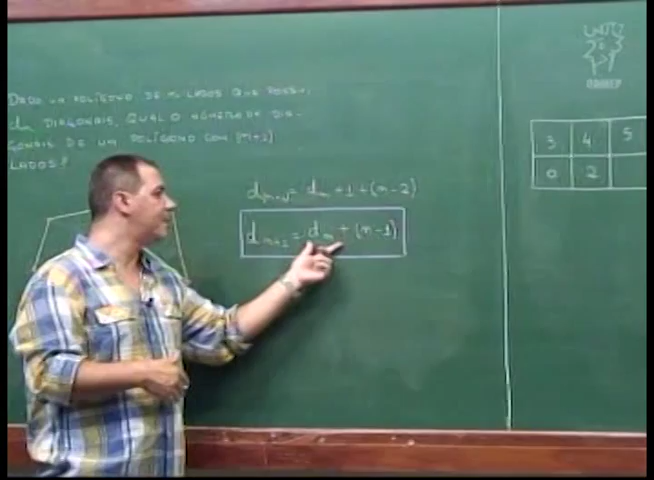 DADO UM POLÍGONO DE n LADOS QUE POSSUI
dn DIAGONAIS, QUAL O NÚMERO DE DIA-
GONAIS DE UM POLÍGONO COM (n+1)
LADOS?
dn+1 = dn + 1 + (n-2)
dn+1 = dn + (n-1)
3 4 5
0 2
OBMEP